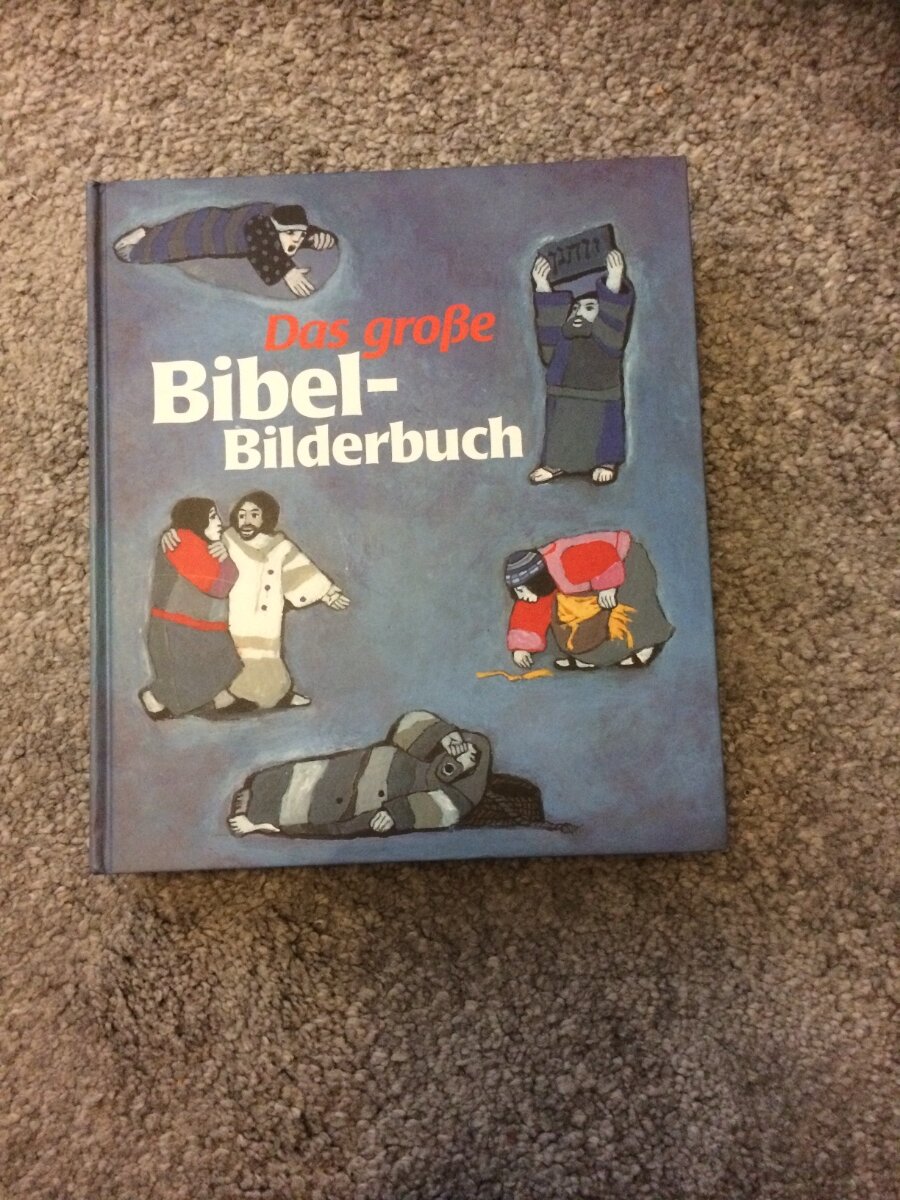 Das große
Bibel-
Bilderbuch